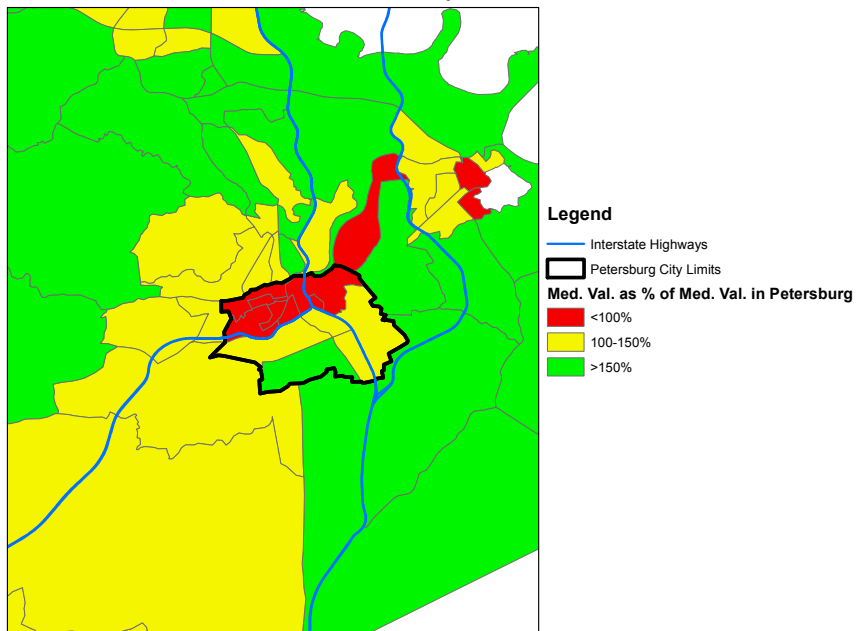 Legend
Interstate Highways
Petersburg City Limits
Med. Val. as % of Med. Val. in Petersburg
<100%
100-150%
>150%